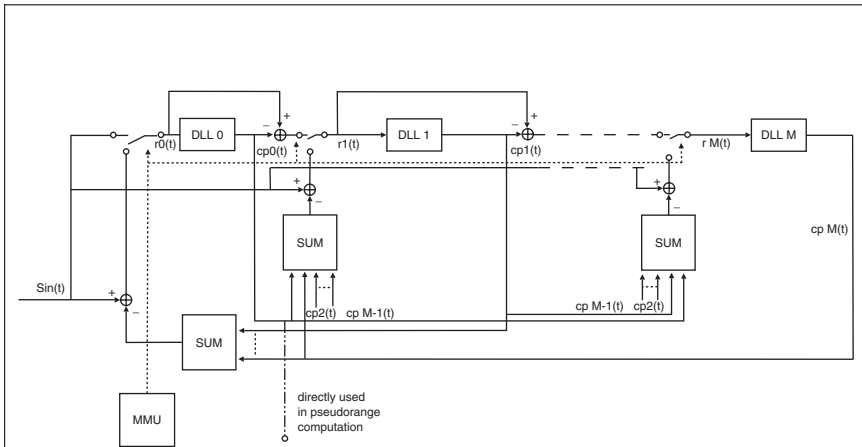 +
+
−
DLL 0
−
DLL 1
DLL M
r0(t)
cp0(t)
r1(t)
cp1(t)
r M(t)
+
−
+
−
SUM
SUM
cp M(t)
Sin(t)
+
−
cp2(t)
cp M-1(t)
cp M-1(t)
cp2(t)
SUM
MMU
directly used
in pseudorange
computation